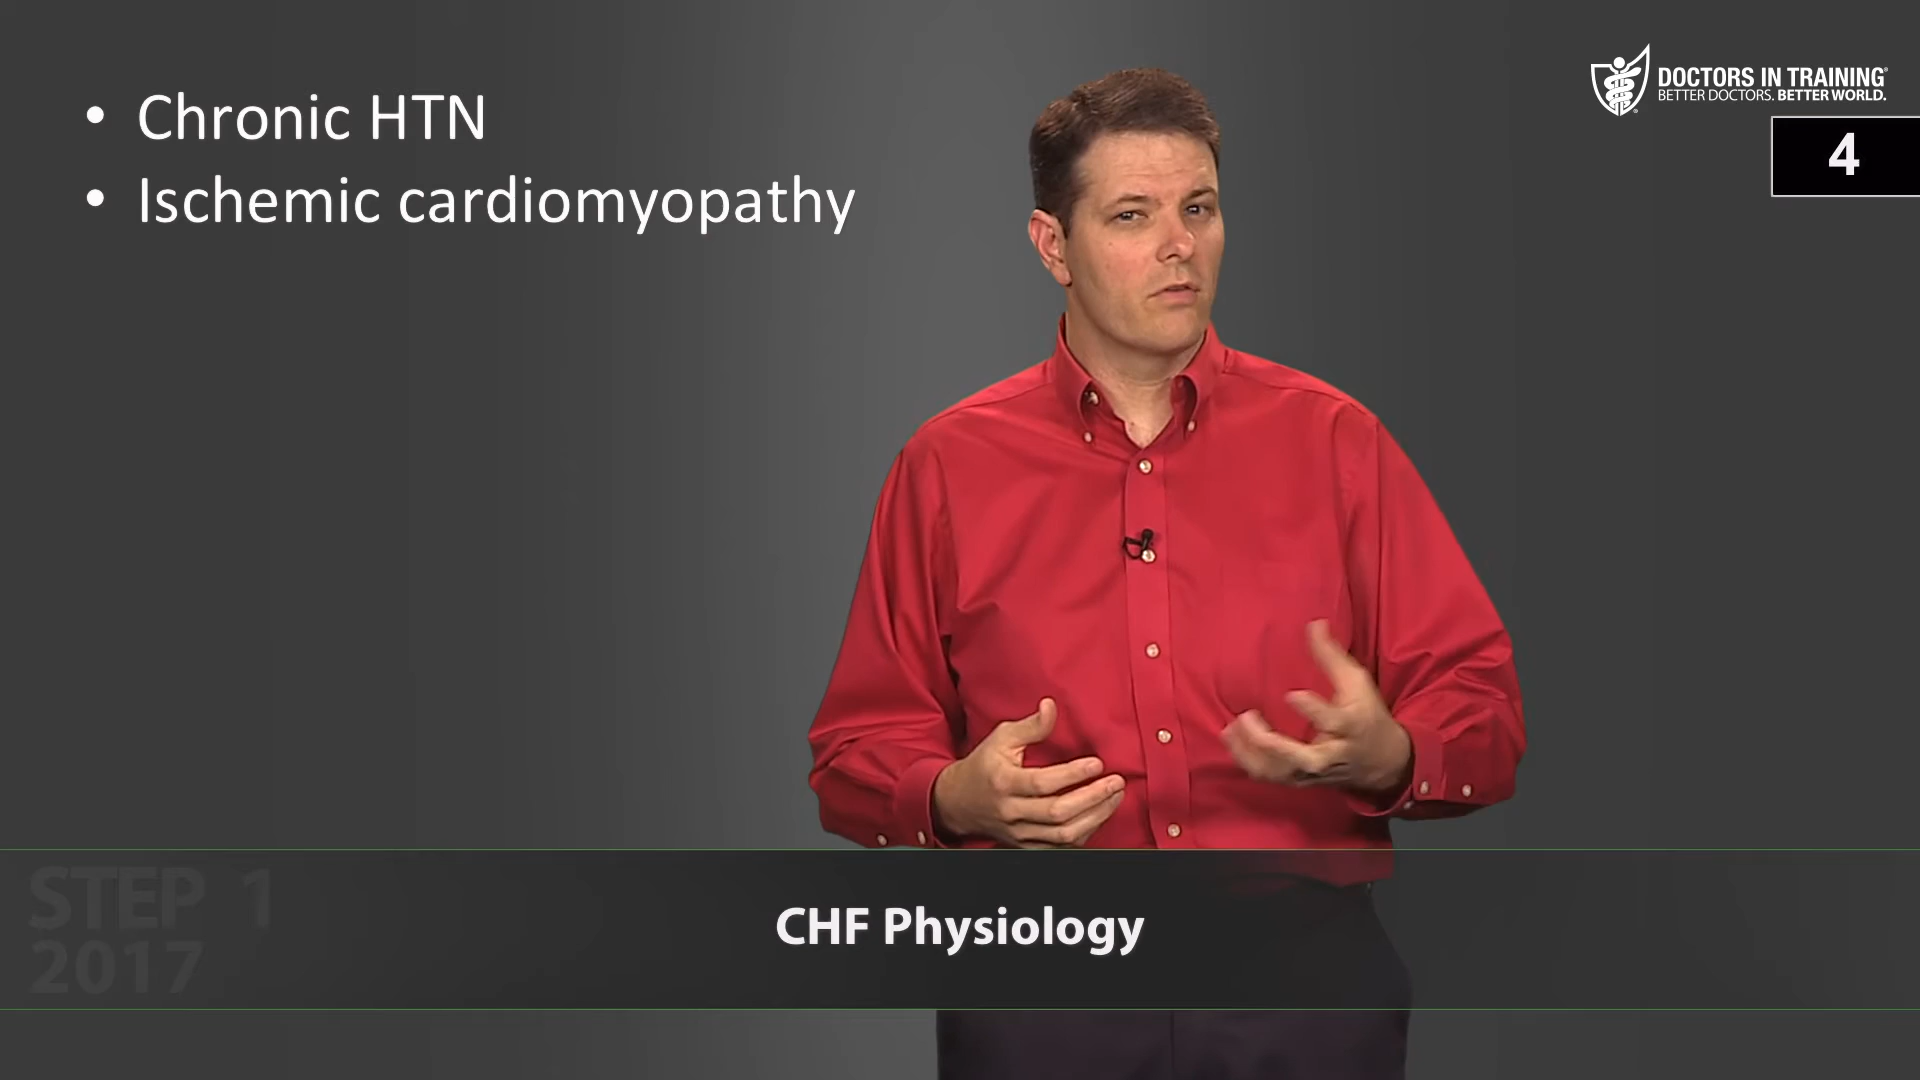 • Chronic HTN
• Ischemic cardiomyopathy
DOCTORS IN TRAINING®
BETTER DOCTORS. BETTER WORLD.
4
STEP 1
2017
CHF Physiology